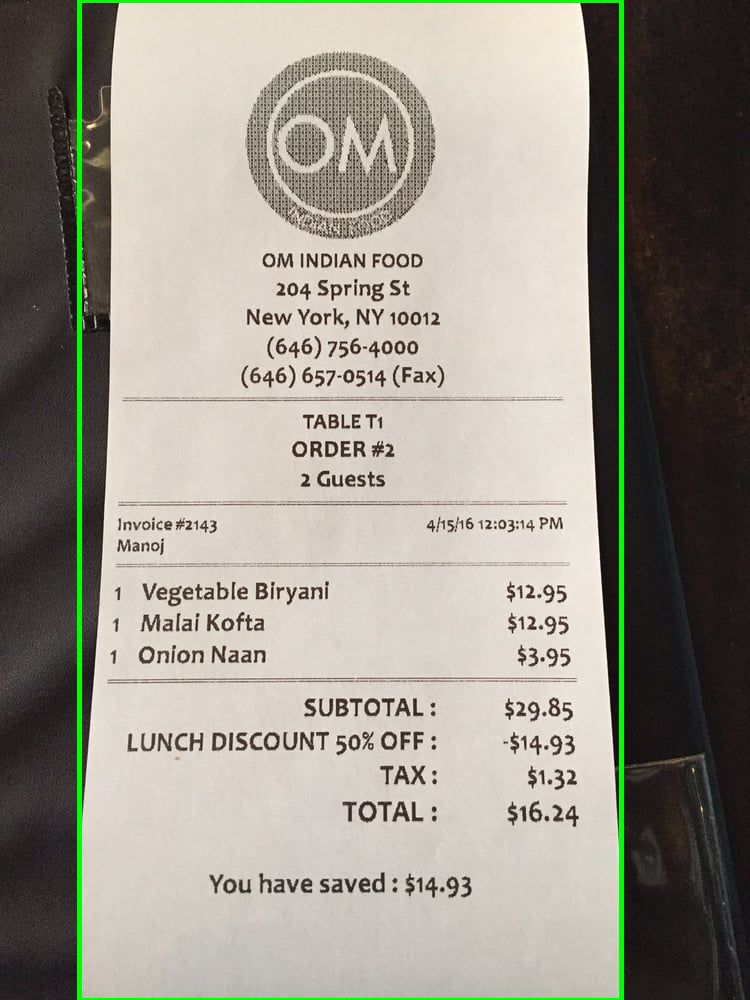 OM
INDIAN FOOD
OM INDIAN FOOD
204 Spring St
New York, NY 10012
(646) 756-4000
(646) 657-0514 (Fax)
TABLE T1
ORDER #2
2 Guests
Invoice #2143 4/15/16 12:03:14 PM
Manoj
1 Vegetable Biryani $12.95
1 Malai Kofta $12.95
1 Onion Naan $3.95
SUBTOTAL : $29.85
LUNCH DISCOUNT 50% OFF : -$14.93
TAX : $1.32
TOTAL : $16.24
You have saved : $14.93